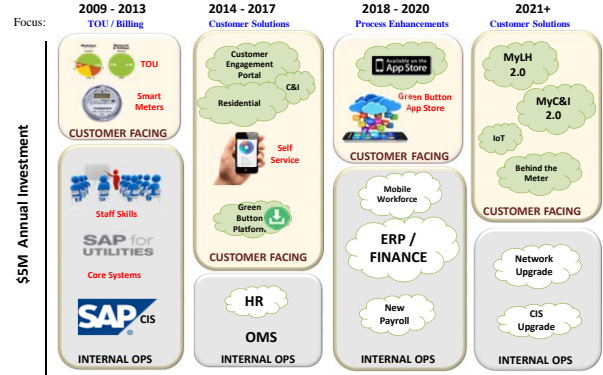 2009 - 2013
2014 - 2017
2018 - 2020
2021+
Focus:
TOU / Billing
Customer Solutions
Process Enhancements
Customer Solutions
$5M Annual Investment
TOU
Smart
Meters
CUSTOMER FACING
Staff Skills
SAP for
UTILITIES
Core Systems
SAP
CIS
INTERNAL OPS
Customer
Engagement
Portal
C&I
Residential
Self
Service
Green
Button
Platform
CUSTOMER FACING
HR
OMS
INTERNAL OPS
Available on the
App Store
Green Button
App Store
CUSTOMER FACING
Mobile
Workforce
ERP /
FINANCE
New
Payroll
INTERNAL OPS
MyLH
2.0
MyC&I
2.0
IoT
Behind the
Meter
CUSTOMER FACING
Network
Upgrade
CIS
Upgrade
INTERNAL OPS